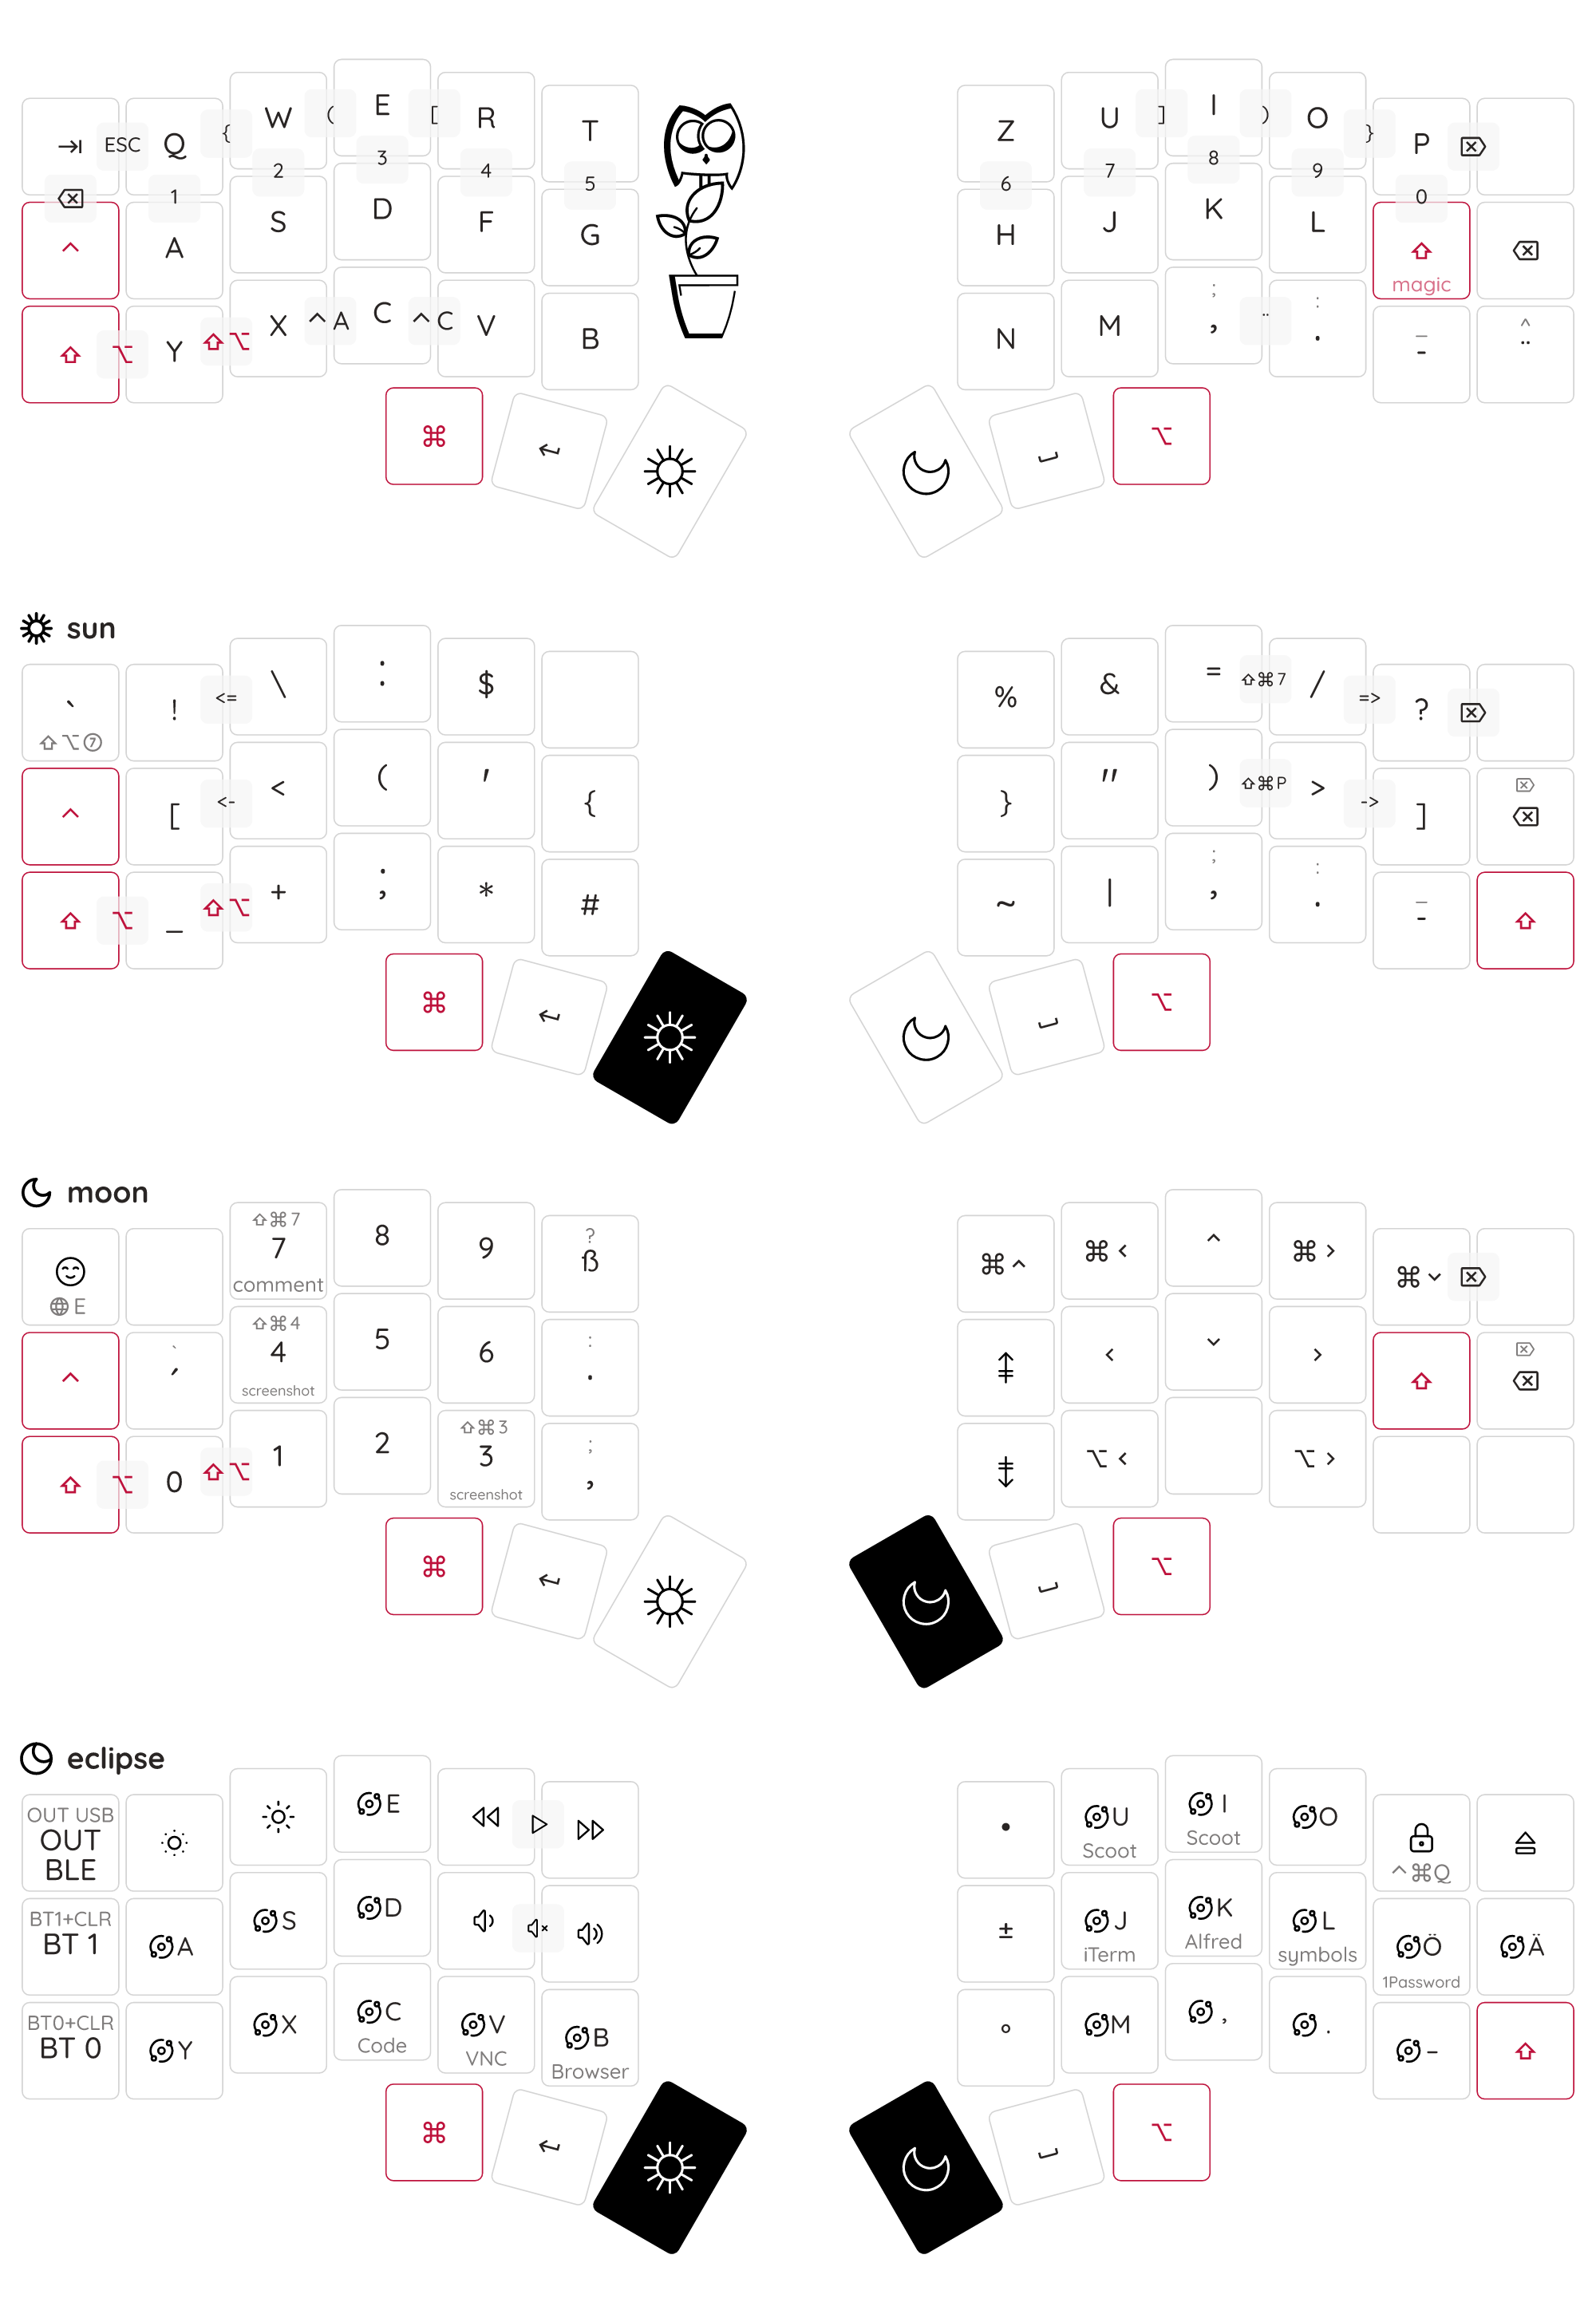 ⇥ ESC Q { W ( E [ R T Z U ] I ) O } P ⌦
⌫ 1 2 3 4 5 6 7 8 9 0
^ A S D F G H J K L ⇧ ⌫
magic
⇧ ⌥ Y ⇧⌥ X ^A C ^C V B N M ; , ¨ : . _ - ^ ¨
⌘ ⌥
sun
` ! <= \ : $ % & = ⇧⌘7 / => ? ⌦
⇧⌥⑦
^ [ <- < ( ' { } " ) ⇧⌘P > -> ] ⌦ ⌫
⇧ ⌥ _ ⇧⌥ + ; * # ~ | ; , : . _ - ⇧
⌘ ⌥
moon
⇧⌘7
7 8 9 ? ß ⌘^ ⌘< ^ ⌘> ⌘⌄ ⌦
E comment
⇧⌘4
^ ` ´ 4 5 6 : . < ⌄ > ⇧ ⌦ ⌫
screenshot
⇧⌘3
⇧ ⌥ 0 ⇧⌥ 1 2 3 ; , ⌥< ⌥>
screenshot
⌘ ⌥
eclipse
OUT USB
OUT
BLE
E • U I O
Scoot Scoot ^⌘Q
BT1+CLR
BT 1 A S D ± J K L Ö Ä
iTerm Alfred symbols 1Password
BT0+CLR
BT 0 Y X C V B ° M , . - ⇧
Code VNC Browser
⌘ ⌥